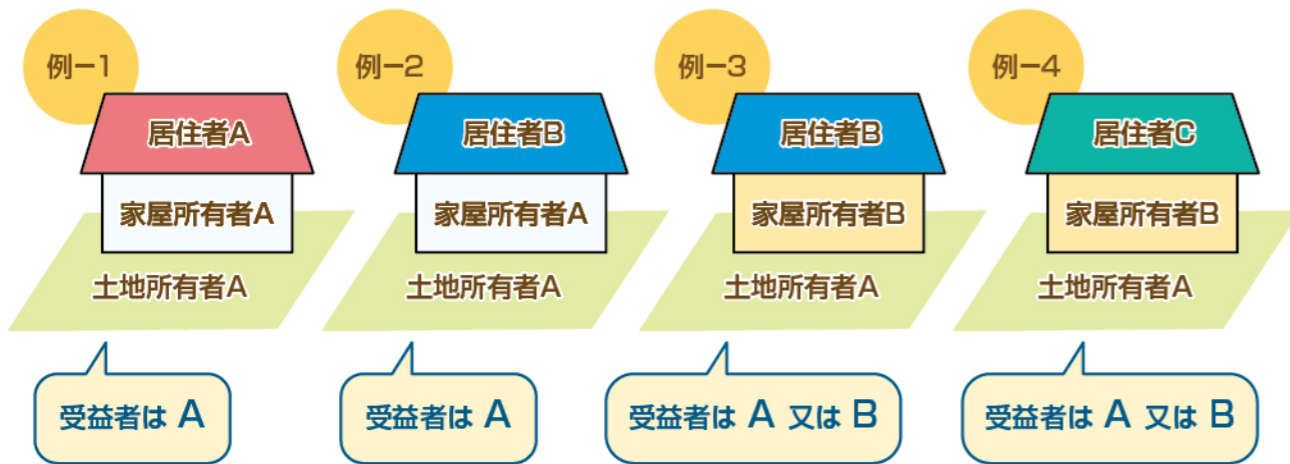 例ー1
居住者A
家屋所有者A
土地所有者A
受益者は A
例ー2
居住者B
家屋所有者A
土地所有者A
受益者は A
例ー3
居住者B
家屋所有者B
土地所有者A
受益者は A 又は B
例ー4
居住者C
家屋所有者B
土地所有者A
受益者は A 又は B